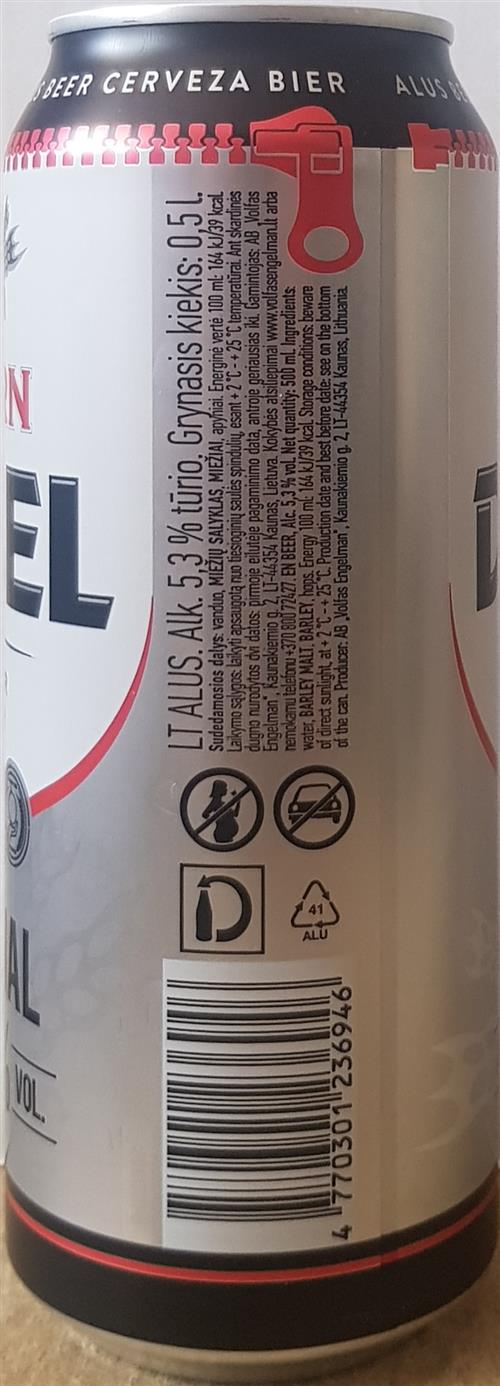 BEER CERVEZA BIER
ALUS BE
LT ALUS. Alk. 5,3 % tūrio. Grynasis kiekis: 0,5 l.
Sudedamosios dalys: vanduo, MIEŽIŲ SALYKLAS, MIEŽIAI, apyniai. Energinė vertė 100 ml: 164 kJ/39 kcal.
Laikymo sąlygos: laikyti apsaugotą nuo tiesioginių saulės spindulių, esant + 2 °C - + 25 °C temperatūrai. Ant skardinės
dugno nurodytos dvi datos: pirmoje eilutėje pagaminimo data, antroje geriausias iki. Gamintojas: AB „Volfas
Engelman“, Kaunakiemio g. 2, LT-44354 Kaunas, Lietuva. Kokybės atsiliepimai www.volfasengelman.lt arba
nemokamu telefonu +370 800 72427. EN BEER, Alc. 5,3 % vol. Net quantity: 500 ml. Ingredients:
water, BARLEY MALT, BARLEY, hops. Energy 100 ml: 164 kJ/39 kcal. Storage conditions: beware
of direct sunlight, at + 2 °C - + 25 °C. Production date and best before date: see on the bottom
of the can. Producer: AB „Volfas Engelman“, Kaunakiemio g. 2, LT-44354 Kaunas, Lithuania.
N
EL
AL
VOL.
D
41
ALU
4 770301 236946